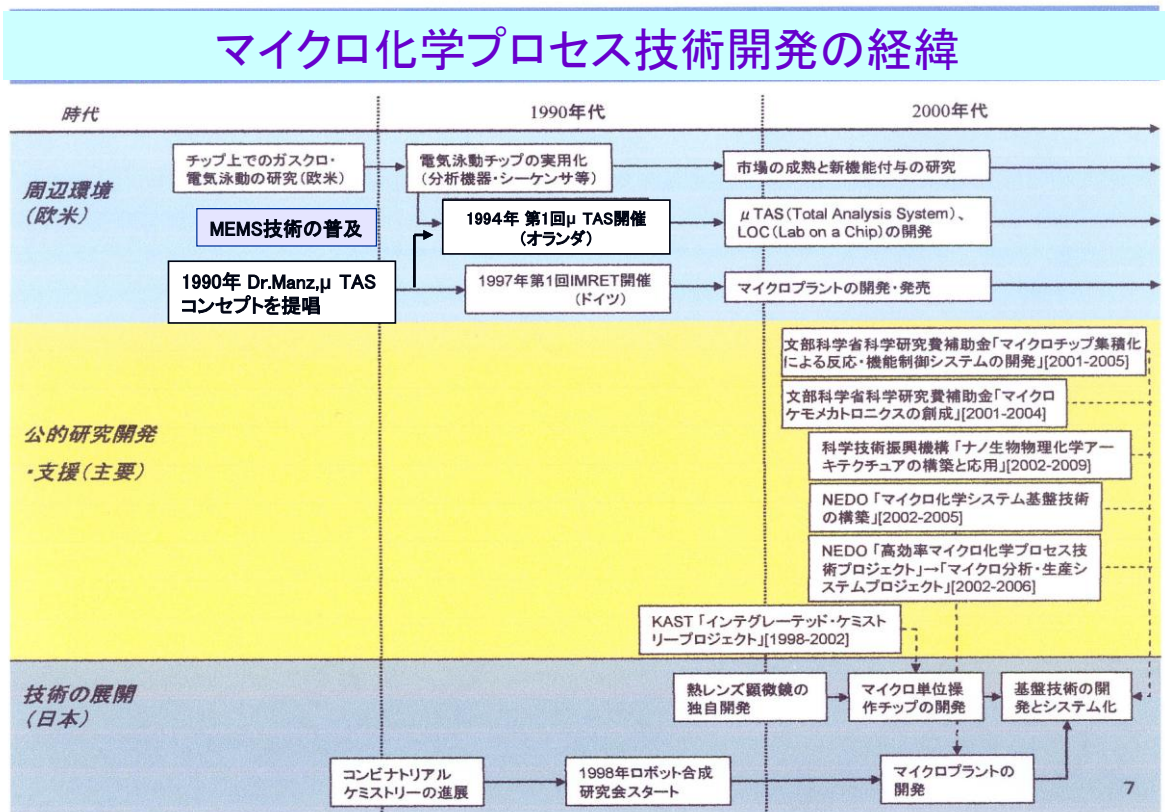 マイクロ化学プロセス技術開発の経緯
時代
1990年代
2000年代
周辺環境
(欧米)
チップ上でのガスクロ・
電気泳動の研究(欧米)
電気泳動チップの実用化
(分析機器・シーケンサ等)
市場の成熟と新機能付与の研究
MEMS技術の普及
1994年 第1回μ TAS開催
(オランダ)
μTAS(Total Analysis System)、
LOC(Lab on a Chip)の開発
1990年 Dr.Manz,μ TAS
コンセプトを提唱
1997年第1回IMRET開催
(ドイツ)
マイクロプラントの開発・発売
公的研究開発
・支援(主要)
文部科学省科学研究費補助金「マイクロチップ集積化
による反応・機能制御システムの開発」[2001-2005]
文部科学省科学研究費補助金「マイクロ
ケモメカトロニクスの創成」[2001-2004]
科学技術振興機構「ナノ生物物理化学アー
キテクチュアの構築と応用」[2002-2009]
NEDO「マイクロ化学システム基盤技術
の構築」[2002-2005]
NEDO「高効率マイクロ化学プロセス技
術プロジェクト」→「マイクロ分析・生産シ
ステムプロジェクト」[2002-2006]
KAST「インテグレーテッド・ケミスト
リープロジェクト」[1998-2002]
技術の展開
(日本)
熱レンズ顕微鏡の
独自開発
マイクロ単位操
作チップの開発
基盤技術の開
発とシステム化
コンビナトリアル
ケミストリーの進展
1998年ロボット合成
研究会スタート
マイクロプラントの
開発
7